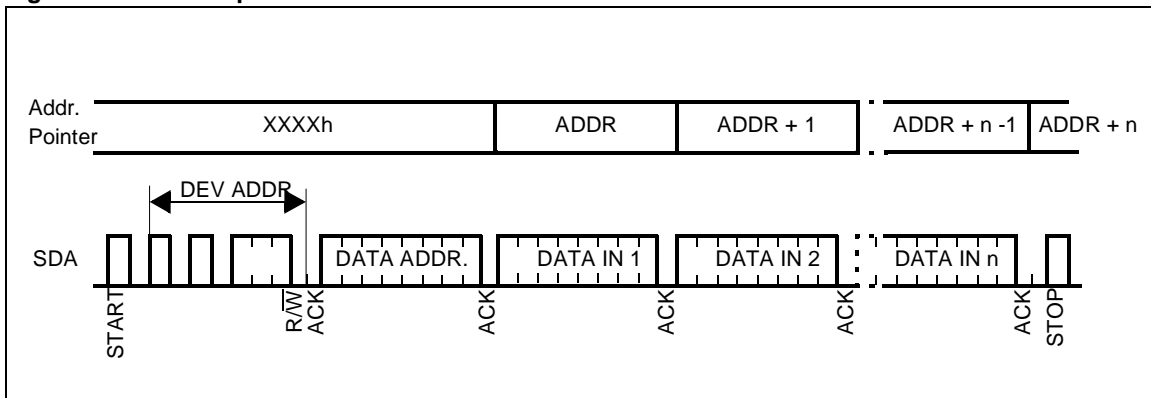 Addr.
Pointer
XXXXh
ADDR
ADDR + 1
ADDR + n -1
ADDR + n
DEV ADDR
SDA
DATA ADDR.
DATA IN 1
DATA IN 2
DATA IN n
START
R/W
ACK
ACK
ACK
ACK
ACK
STOP